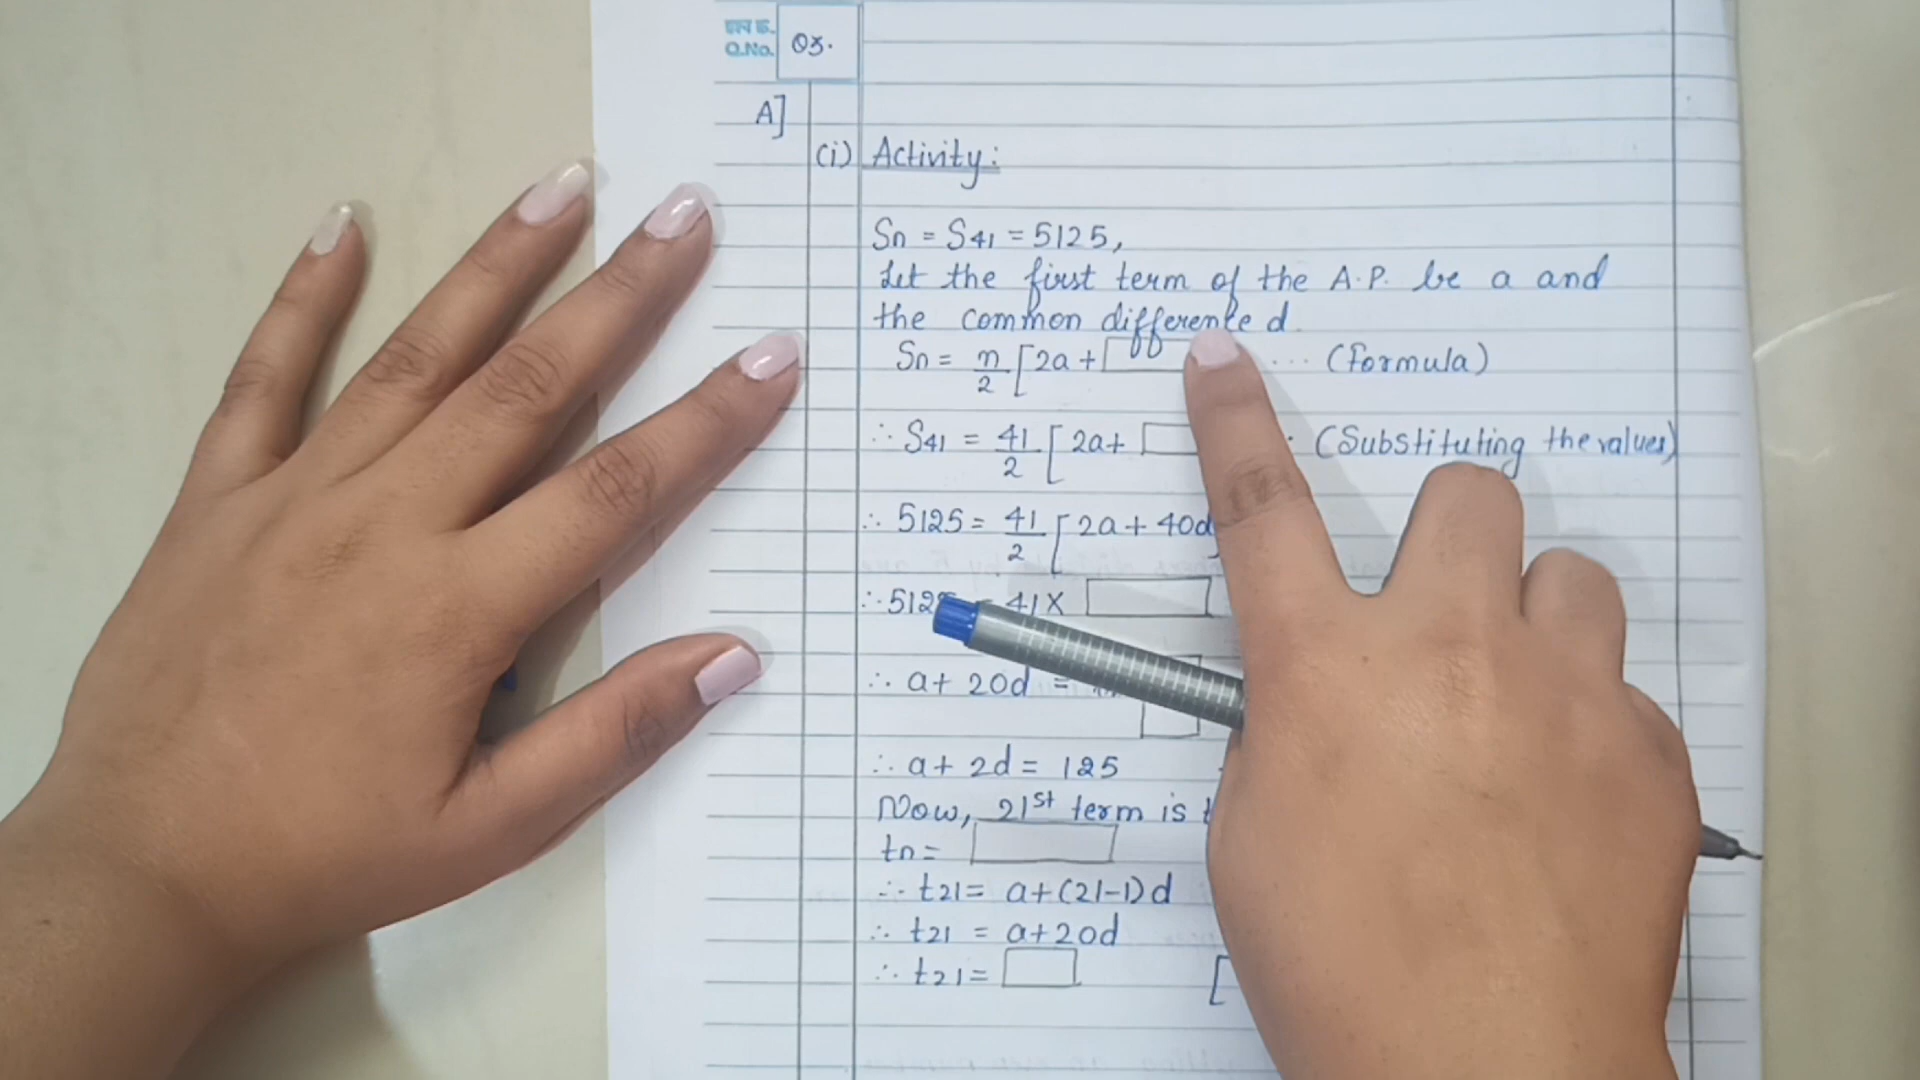 प्रश्न क्र.
Q.No. Q3.
A]
(i) Activity:
Sn = S41 = 5125,
Let the first term of the A.P. be a and
the common difference d.
Sn = n/2 [2a + ... (formula)
∴ S41 = 41/2 [2a+ . (Substituting the values)
∴ 5125 = 41/2 [2a + 40d]
∴ 5125 = 41 X
∴ a + 20d =
∴ a + 2d = 125
Now, 21st term is
tn =
∴ t21 = a+(21-1)d
∴ t21 = a+20d
∴ t21 = [